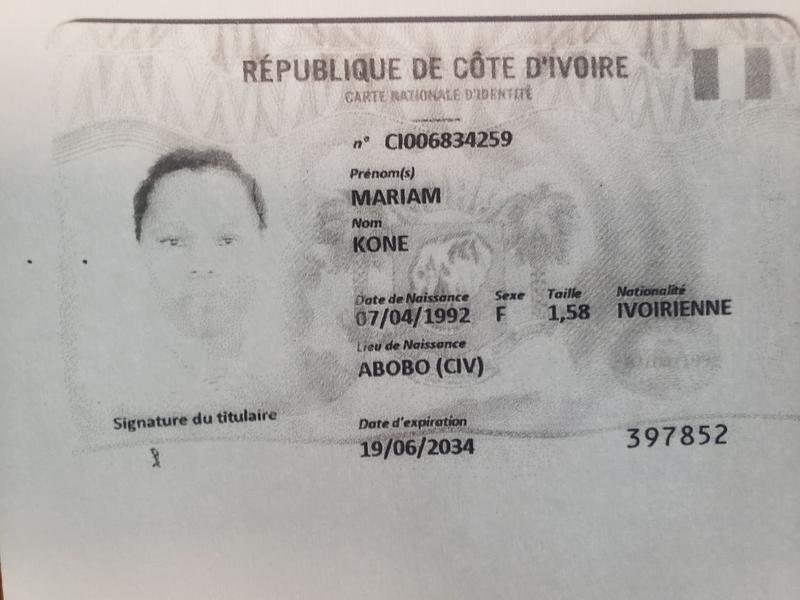 RÉPUBLIQUE DE CÔTE D'IVOIRE
CARTE NATIONALE D'IDENTITÉ
n° CI006834259
Prénom(s)
MARIAM
Nom
KONE
Date de Naissance Sexe Taille Nationalité
07/04/1992 F 1,58 IVOIRIENNE
Lieu de Naissance
ABOBO (CIV)
Signature du titulaire
Date d'expiration
19/06/2034
397852